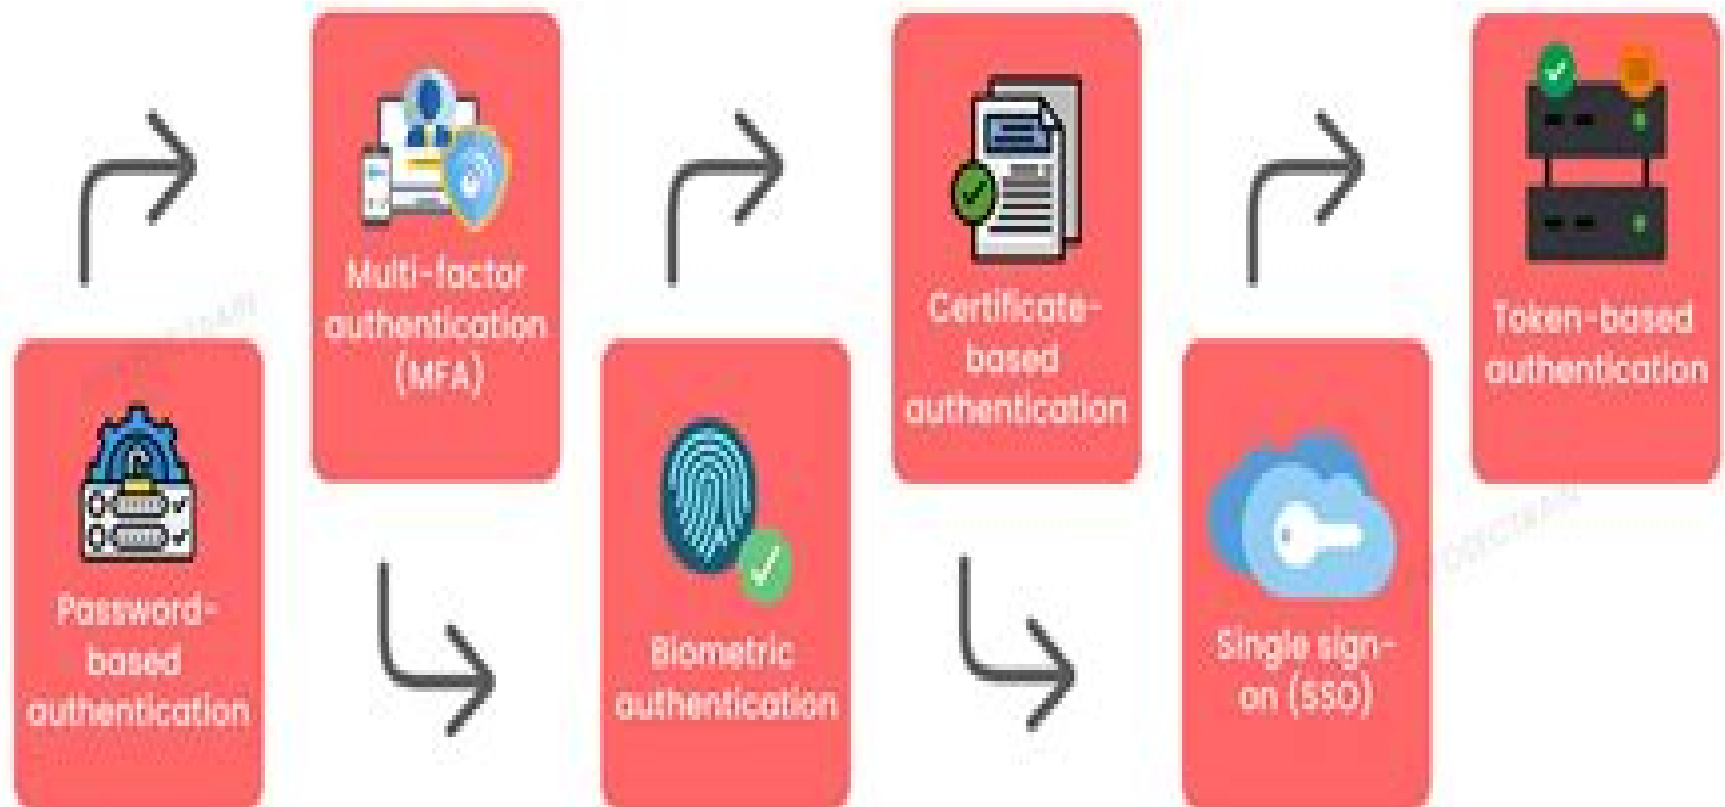 Password-
based
authentication
Multi-factor
authentication
(MFA)
Biometric
authentication
Certificate-
based
authentication
Single sign-
on (SSO)
Token-based
authentication